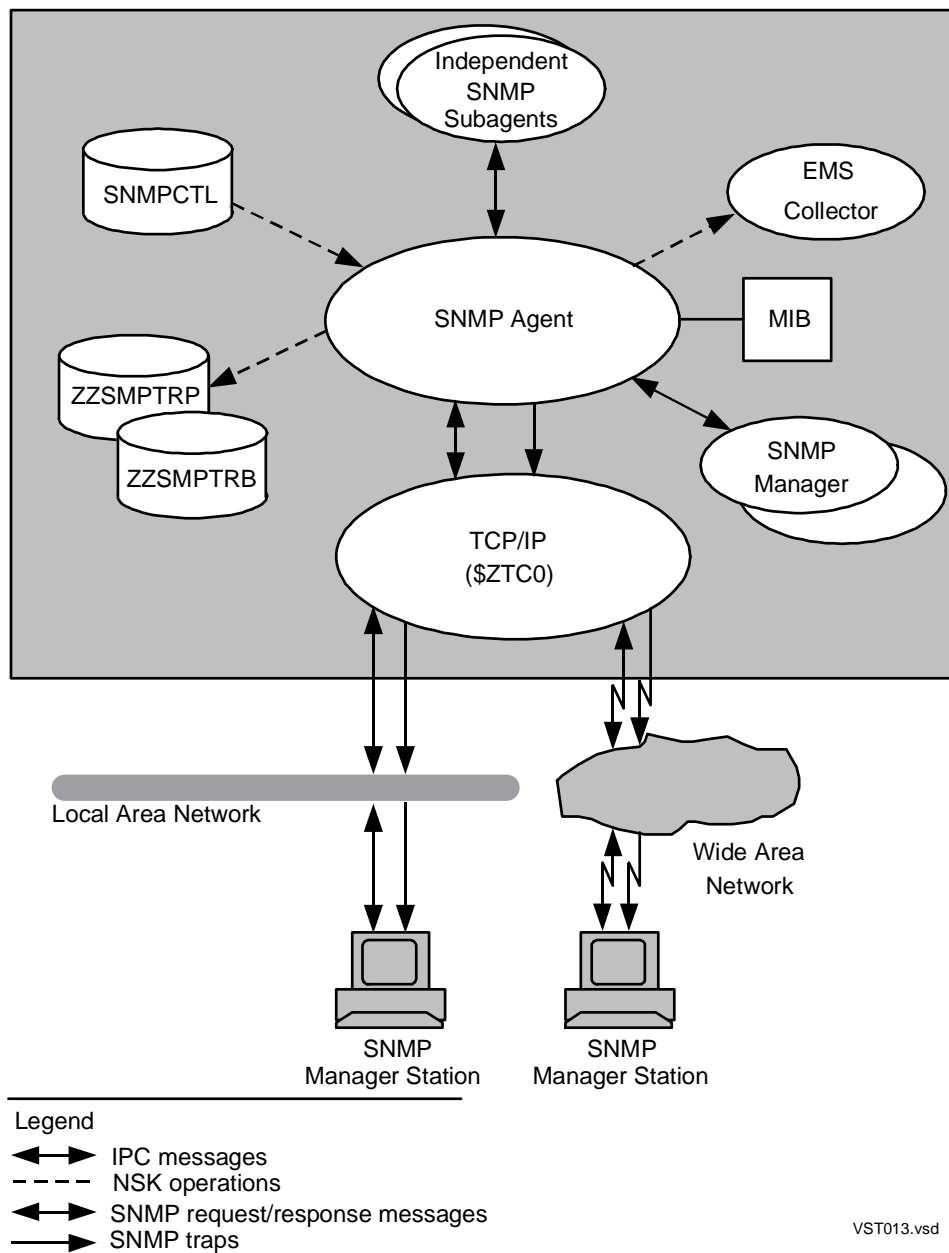 Independent
SNMP
Subagents
SNMPCTL
EMS
Collector
SNMP Agent
MIB
ZZSMPTRP
ZZSMPTRB
SNMP
Manager
TCP/IP
($ZTC0)
Local Area Network
Wide Area
Network
SNMP
Manager Station
SNMP
Manager Station
Legend
IPC messages
NSK operations
SNMP request/response messages
SNMP traps
VST013.vsd